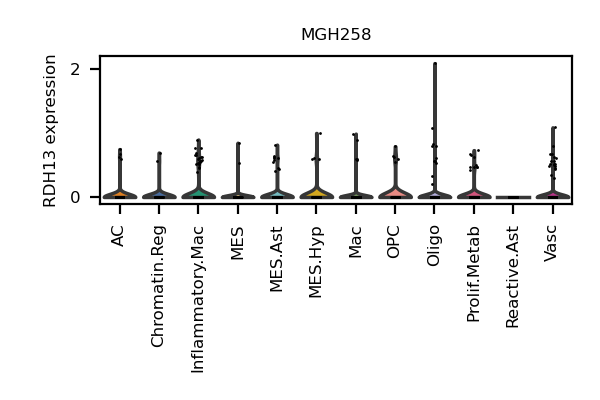 MGH258
RDH13 expression
2
0
AC
Chromatin.Reg
Inflammatory.Mac
MES
MES.Ast
MES.Hyp
Mac
OPC
Oligo
Prolif.Metab
Reactive.Ast
Vasc